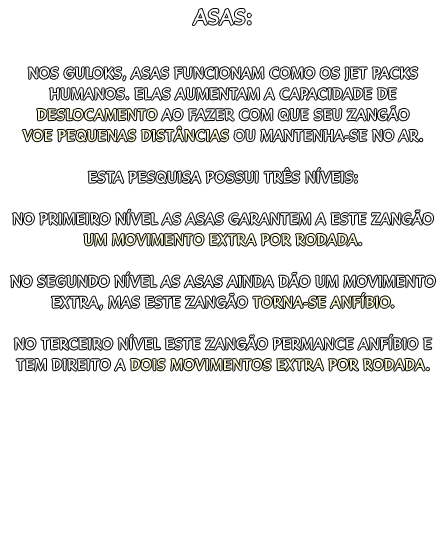 ASAS:
NOS GULOKS, ASAS FUNCIONAM COMO OS JET PACKS
HUMANOS. ELAS AUMENTAM A CAPACIDADE DE
DESLOCAMENTO AO FAZER COM QUE SEU ZANGÃO
VOE PEQUENAS DISTÂNCIAS OU MANTENHA-SE NO AR.
ESTA PESQUISA POSSUI TRÊS NÍVEIS:
NO PRIMEIRO NÍVEL AS ASAS GARANTEM A ESTE ZANGÃO
UM MOVIMENTO EXTRA POR RODADA.
NO SEGUNDO NÍVEL AS ASAS AINDA DÃO UM MOVIMENTO
EXTRA, MAS ESTE ZANGÃO TORNA-SE ANFÍBIO.
NO TERCEIRO NÍVEL ESTE ZANGÃO PERMANCE ANFÍBIO E
TEM DIREITO A DOIS MOVIMENTOS EXTRA POR RODADA.